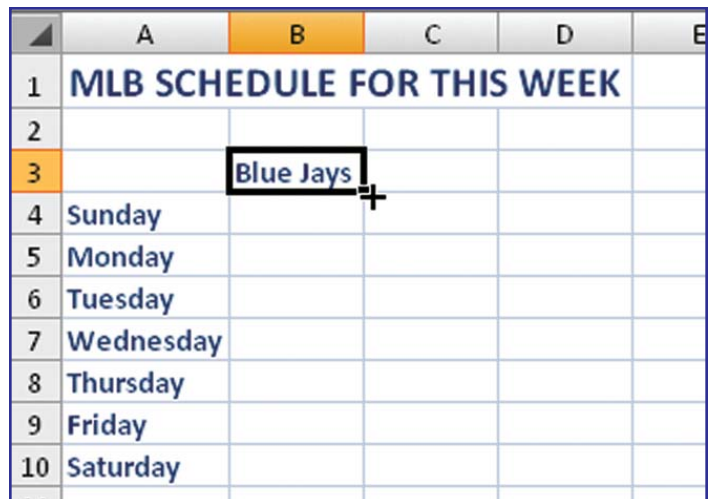 A B C D E
1 MLB SCHEDULE FOR THIS WEEK
2
3 Blue Jays
4 Sunday
5 Monday
6 Tuesday
7 Wednesday
8 Thursday
9 Friday
10 Saturday